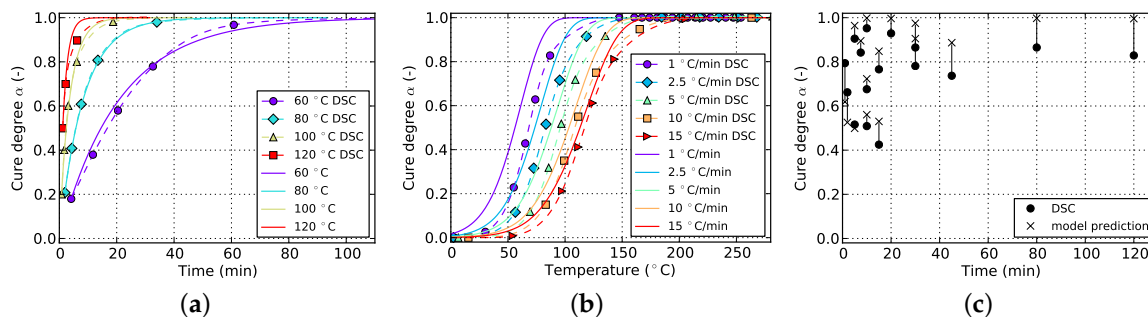 Cure degree α (-)
1.0
0.8
0.6
0.4
0.2
0.0
60 °C DSC
80 °C DSC
100 °C DSC
120 °C DSC
60 °C
80 °C
100 °C
120 °C
0 20 40 60 80 100
Time (min)
(a)
Cure degree α (-)
1.0
0.8
0.6
0.4
0.2
0.0
1 °C/min DSC
2.5 °C/min DSC
5 °C/min DSC
10 °C/min DSC
15 °C/min DSC
1 °C/min
2.5 °C/min
5 °C/min
10 °C/min
15 °C/min
0 50 100 150 200 250
Temperature (°C)
(b)
Cure degree α (-)
1.0
0.8
0.6
0.4
0.2
0.0
DSC
model prediction
0 20 40 60 80 100 120
Time (min)
(c)